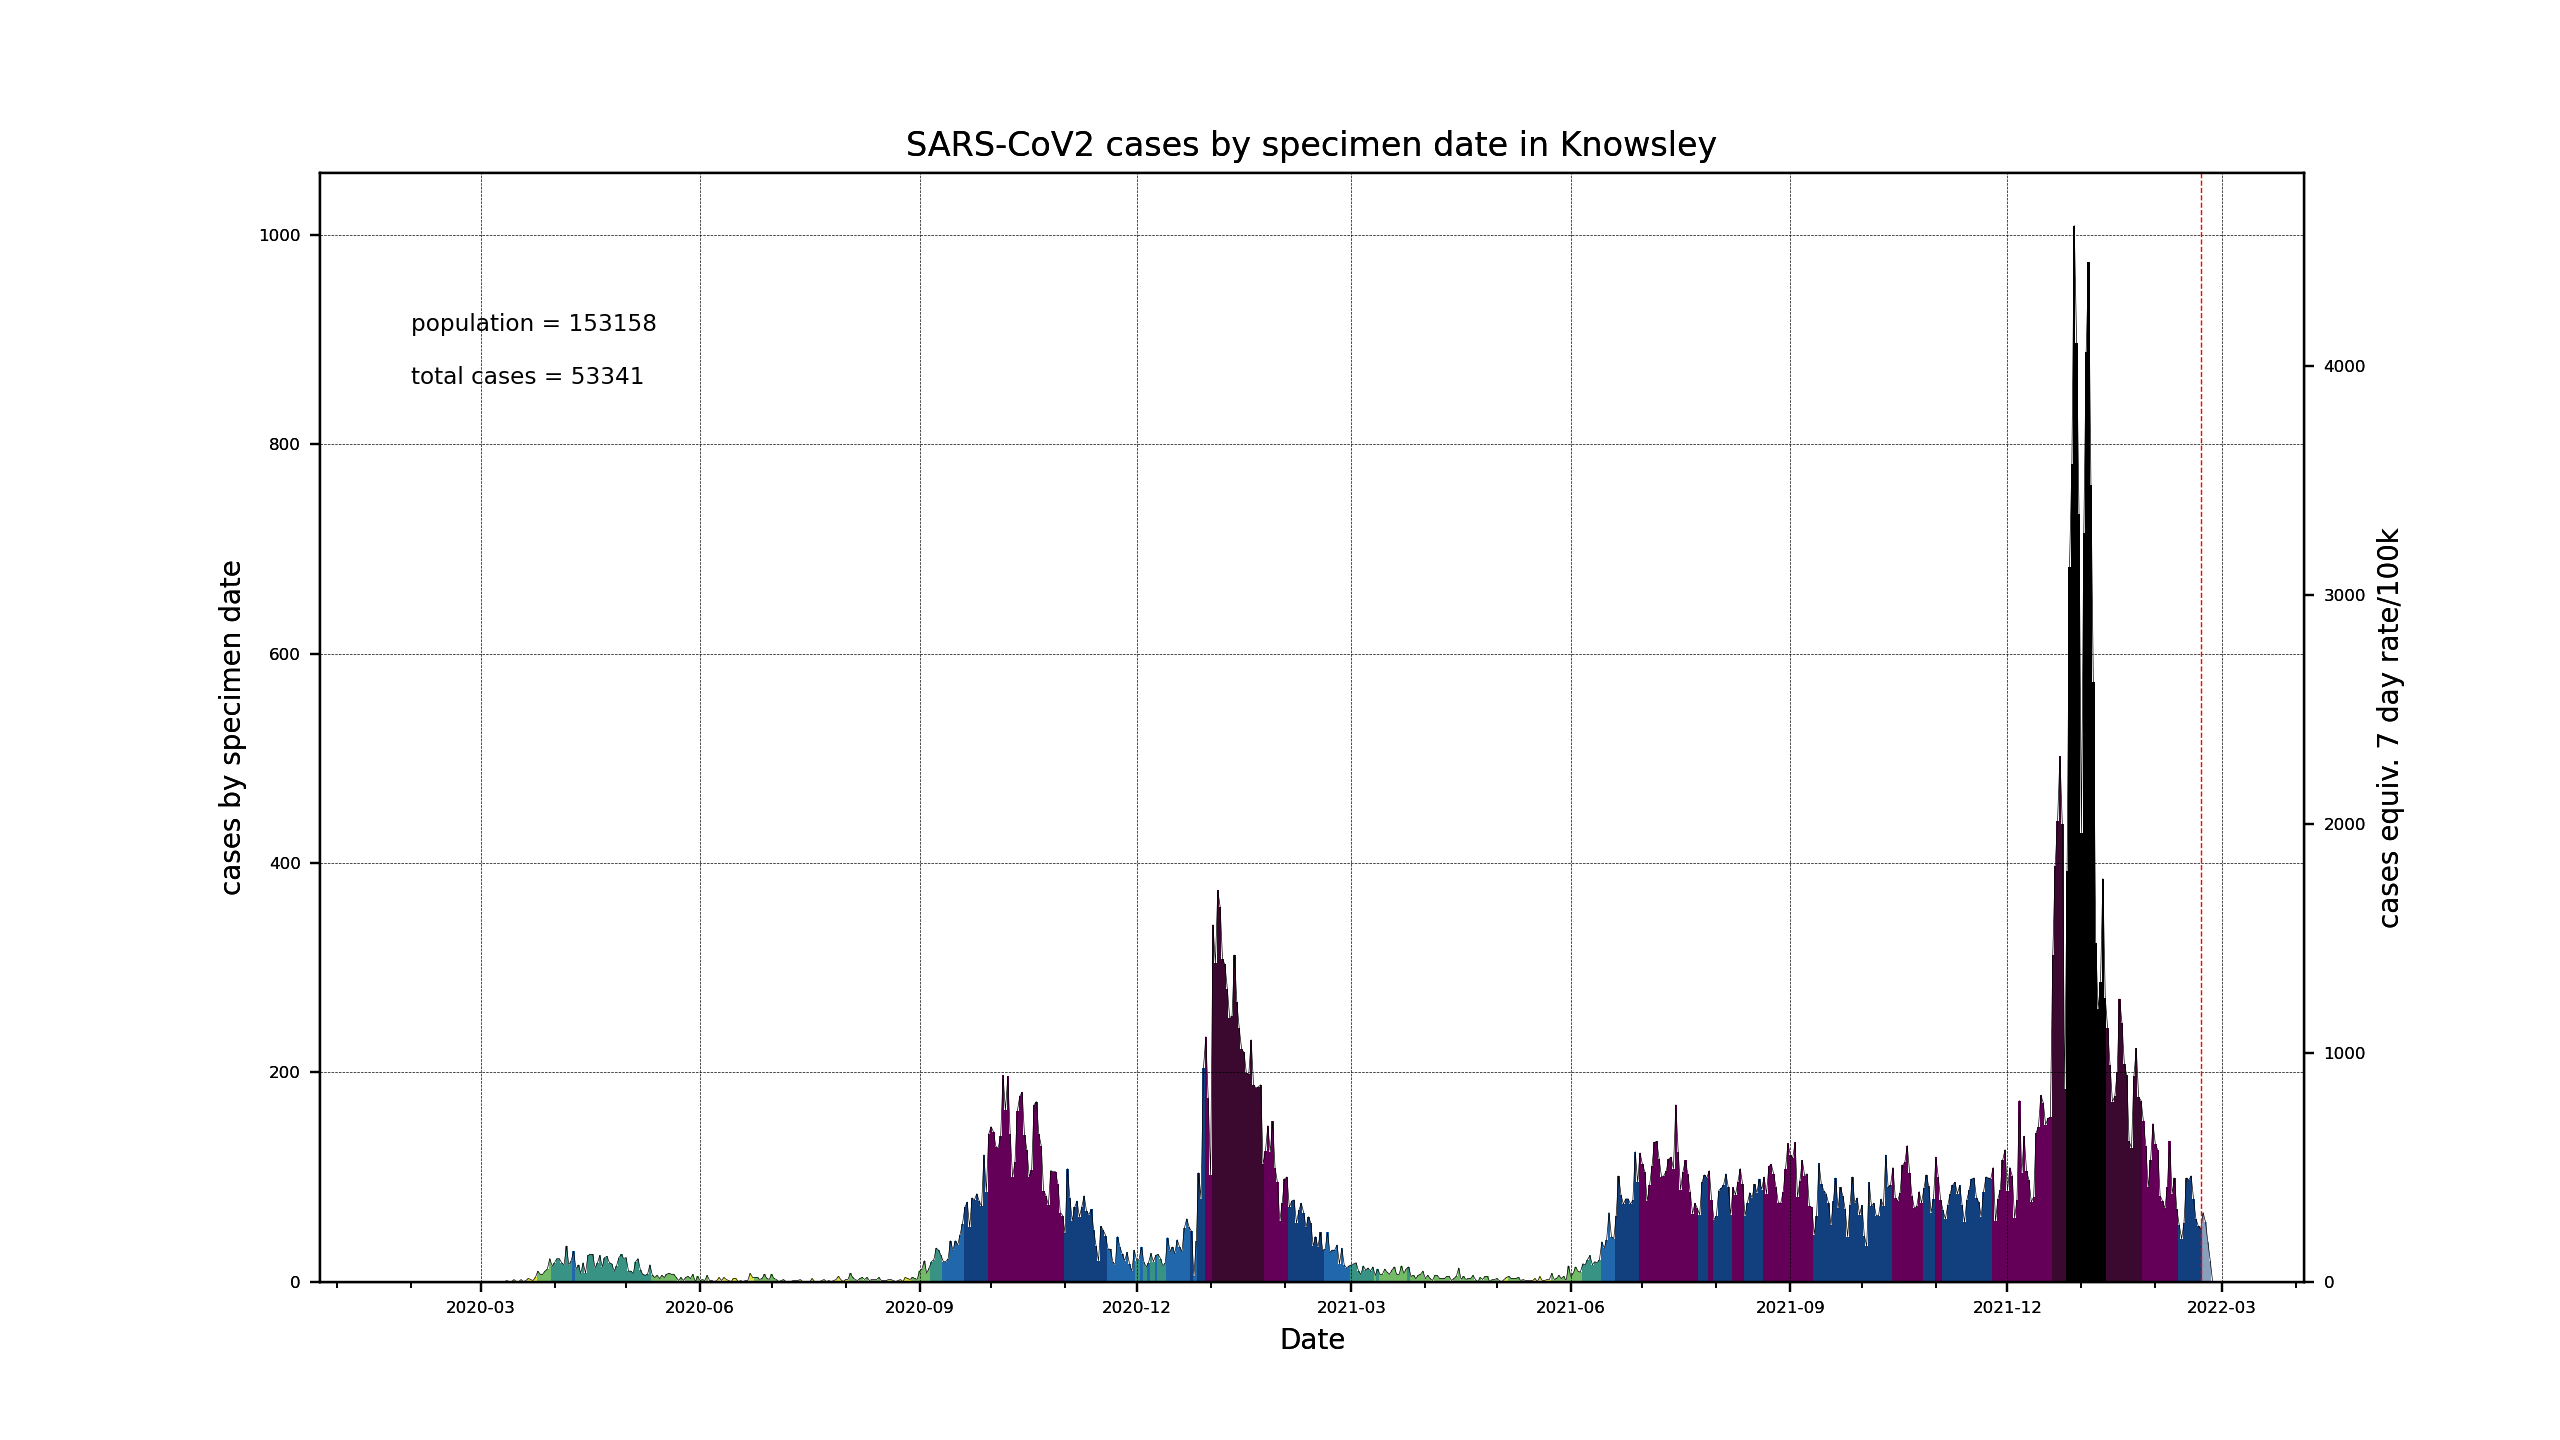 SARS-CoV2 cases by specimen date in Knowsley
population = 153158
total cases = 53341
cases by specimen date
1000
800
600
400
200
0
4000
3000
2000
1000
0
cases equiv. 7 day rate/100k
2020-03 2020-06 2020-09 2020-12 2021-03 2021-06 2021-09 2021-12 2022-03
Date